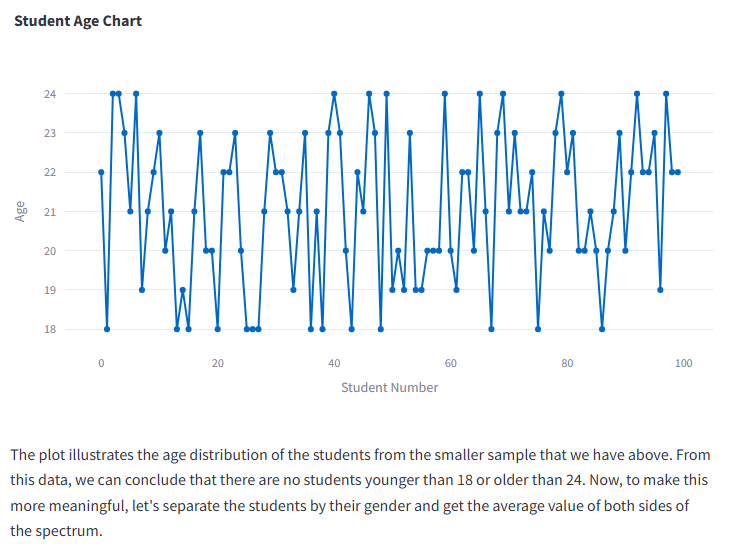 Student Age Chart
24
23
22
21
20
19
18
Age
0 20 40 60 80 100
Student Number
The plot illustrates the age distribution of the students from the smaller sample that we have above. From
this data, we can conclude that there are no students younger than 18 or older than 24. Now, to make this
more meaningful, let's separate the students by their gender and get the average value of both sides of
the spectrum.